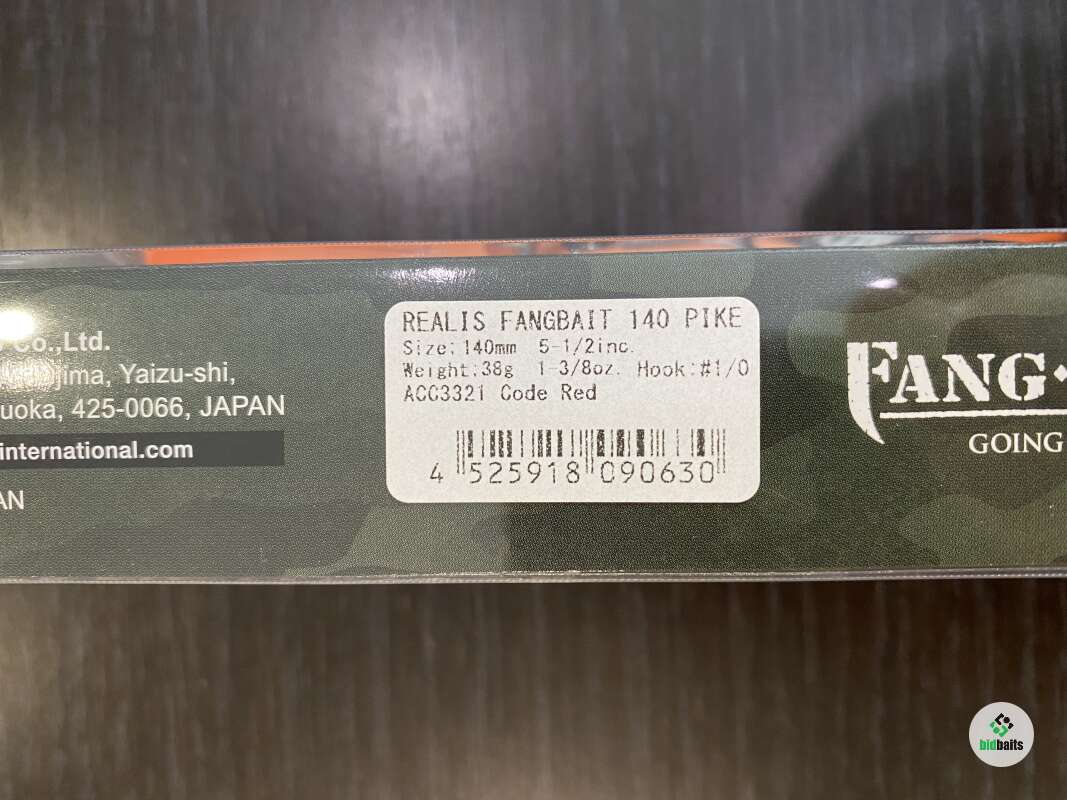 Co.,Ltd.
jima, Yaizu-shi,
uoka, 425-0066, JAPAN
international.com
AN
REALIS FANGBAIT 140 PIKE
Size:140mm 5-1/2inc.
Weight:38g 1-3/8oz. Hook:#1/0
ACC3321 Code Red
4 525918 090630
FANG
GOING
bidbaits